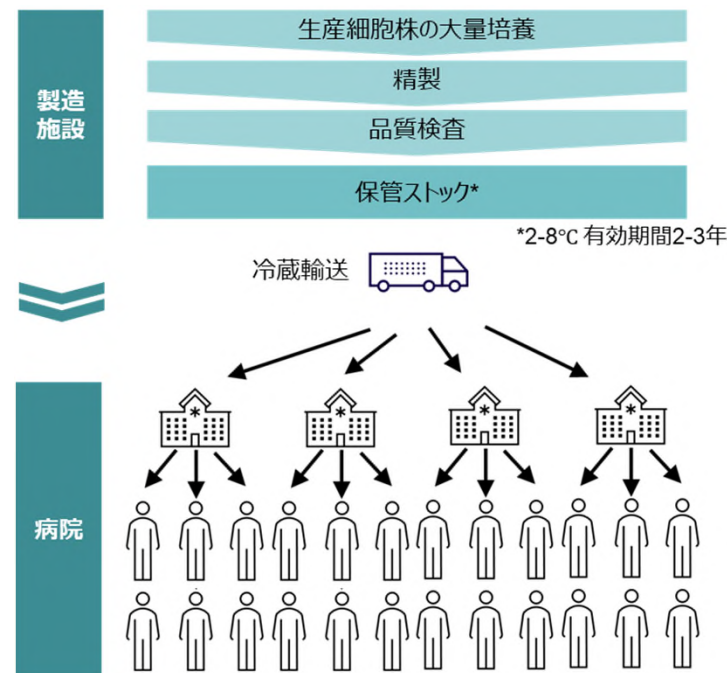 生産細胞株の大量培養
精製
製造
施設
品質検査
保管ストック*
*2-8℃ 有効期間2-3年
冷蔵輸送
病院